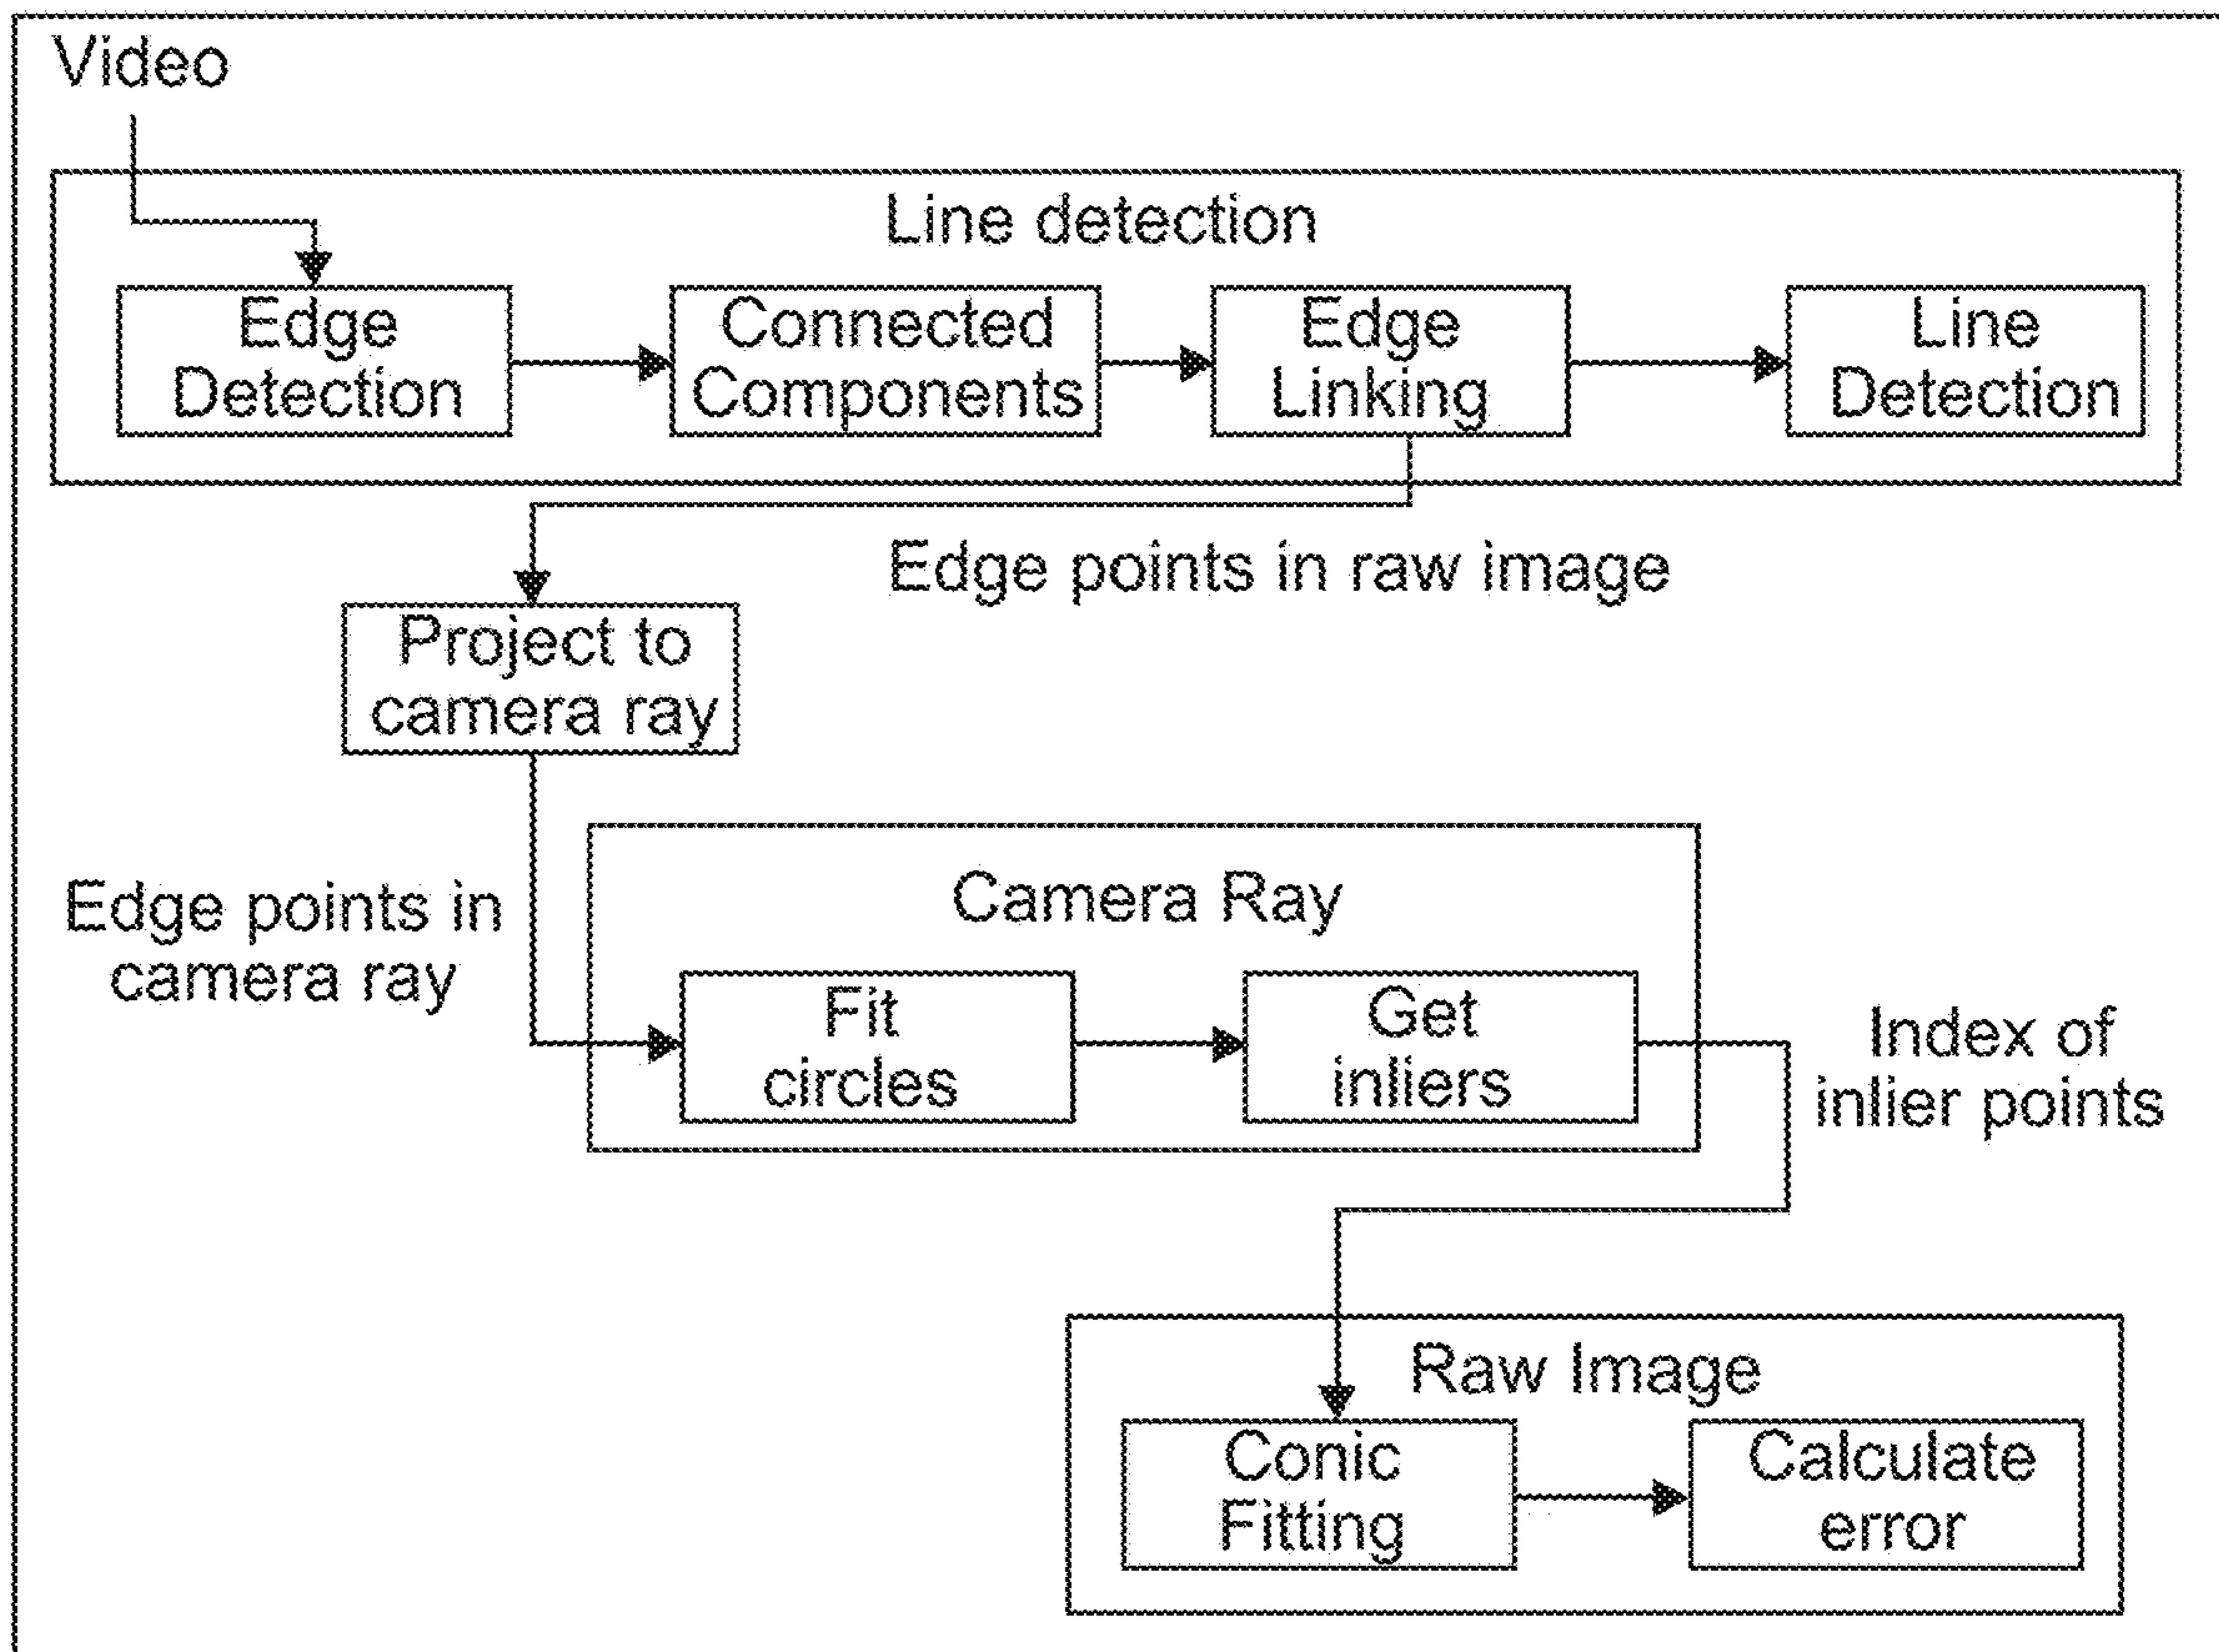 Video
Line detection
Edge
Detection
Connected
Components
Edge
Linking
Line
Detection
Edge points in raw image
Project to
camera ray
Edge points in
camera ray
Camera Ray
Fit
circles
Get
inliers
Index of
inlier points
Raw Image
Conic
Fitting
Calculate
error